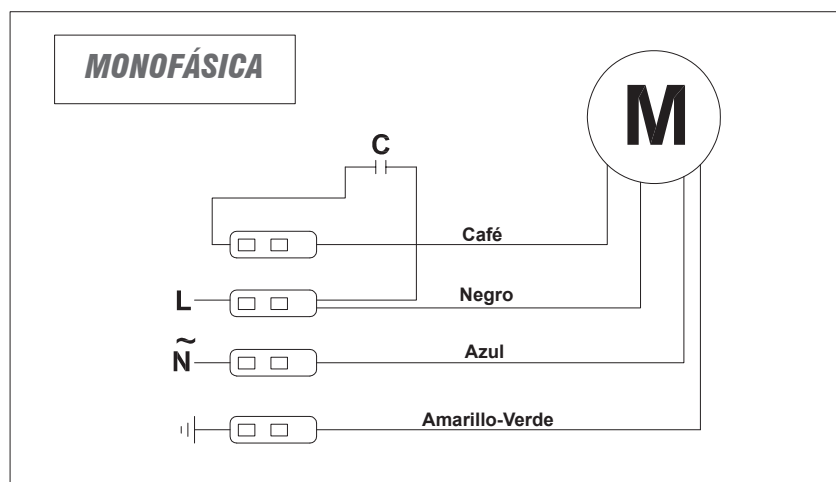 MONOFÁSICA
M
C
Café
L
Negro
Ñ
Azul
Amarillo-Verde